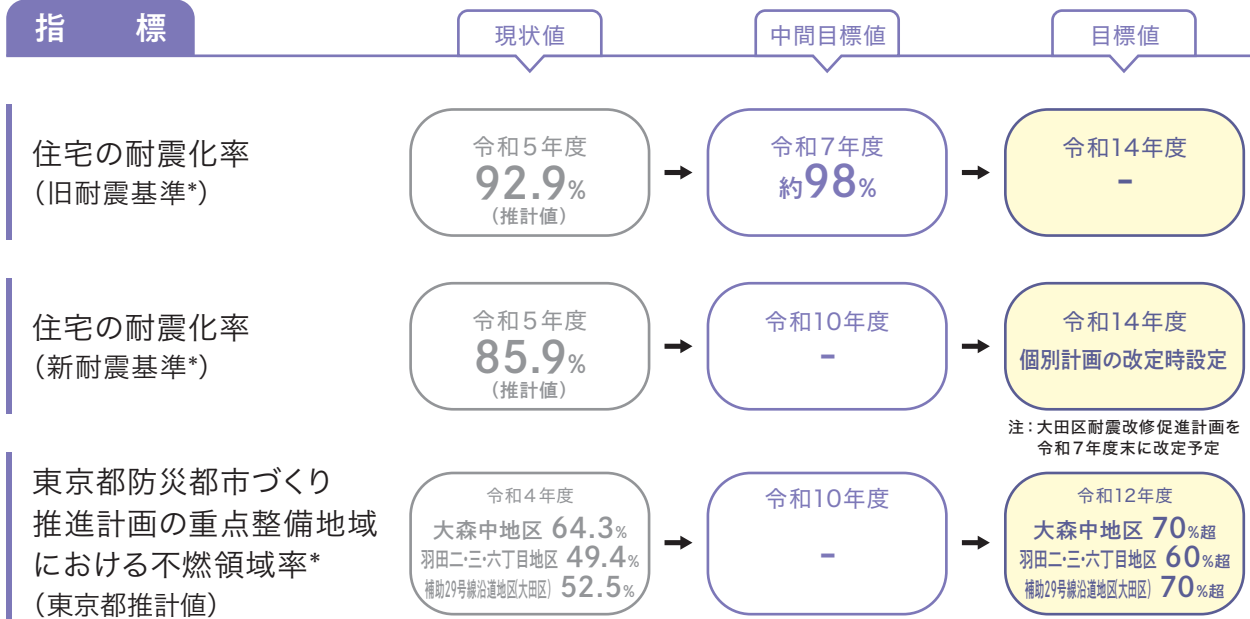 指標
現状値
中間目標値
目標値
住宅の耐震化率
（旧耐震基準*）
令和5年度
92.9%
（推計値）
令和7年度
約98%
令和14年度
-
住宅の耐震化率
（新耐震基準*）
令和5年度
85.9%
（推計値）
令和10年度
-
令和14年度
個別計画の改定時設定
注：大田区耐震改修促進計画を
令和7年度末に改定予定
東京都防災都市づくり
推進計画の重点整備地域
における不燃領域率*
（東京都推計値）
令和4年度
大森中地区 64.3%
羽田二・三・六丁目地区 49.4%
補助29号線沿道地区（大田区） 52.5%
令和10年度
-
令和12年度
大森中地区 70%超
羽田二・三・六丁目地区 60%超
補助29号線沿道地区（大田区） 70%超